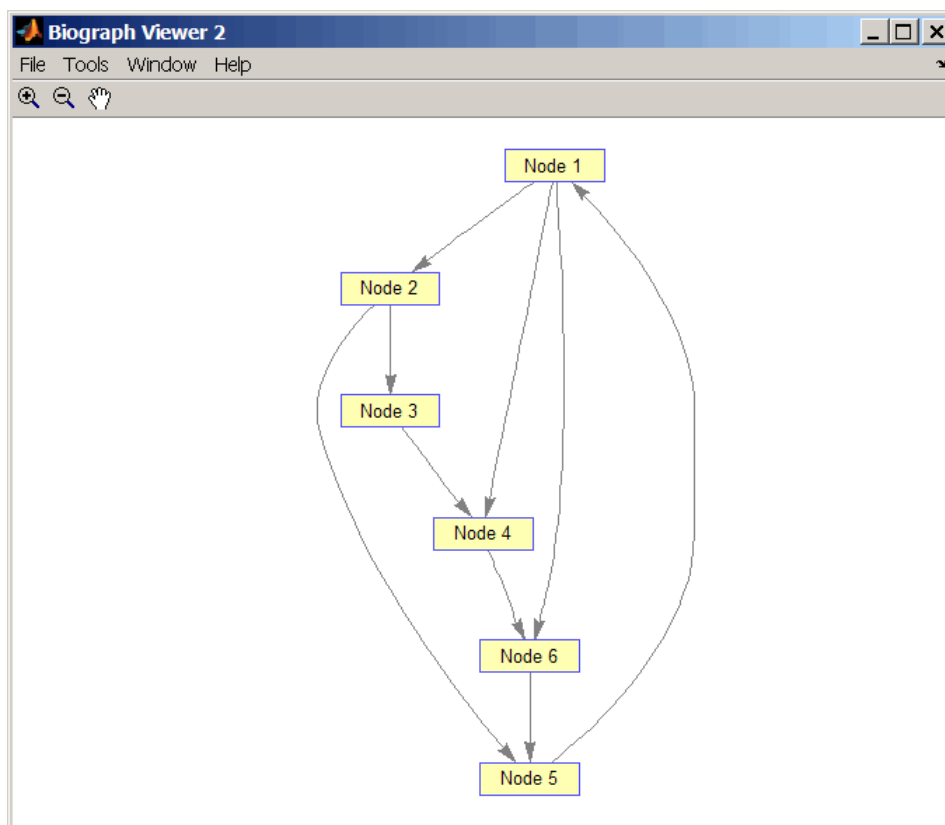 Biograph Viewer 2
File Tools Window Help
Node 1
Node 2
Node 3
Node 4
Node 6
Node 5